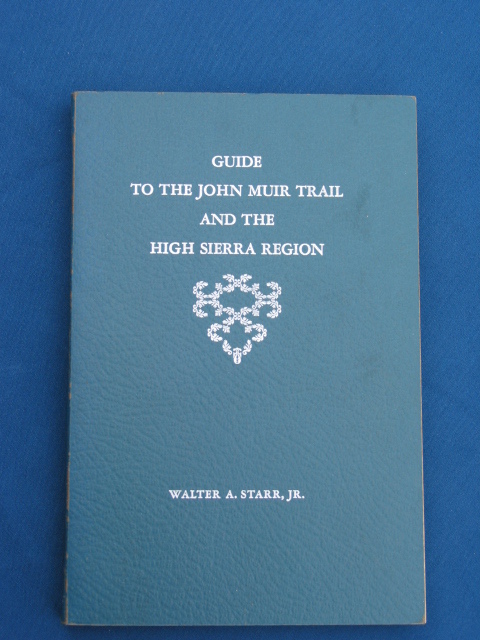 GUIDE
TO THE JOHN MUIR TRAIL
AND THE
HIGH SIERRA REGION
WALTER A. STARR, JR.